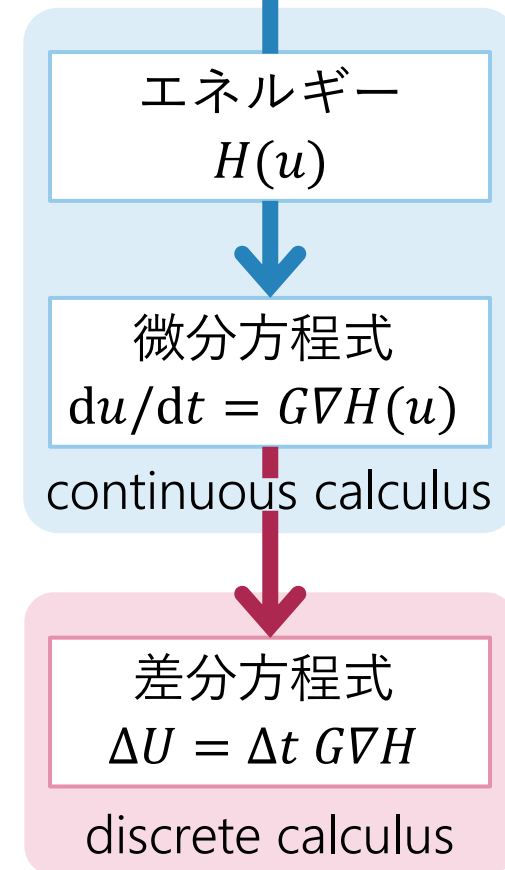 エネルギー
H(u)
微分方程式
du/dt = G∇H(u)
continuous calculus
差分方程式
ΔU = Δt G∇H
discrete calculus